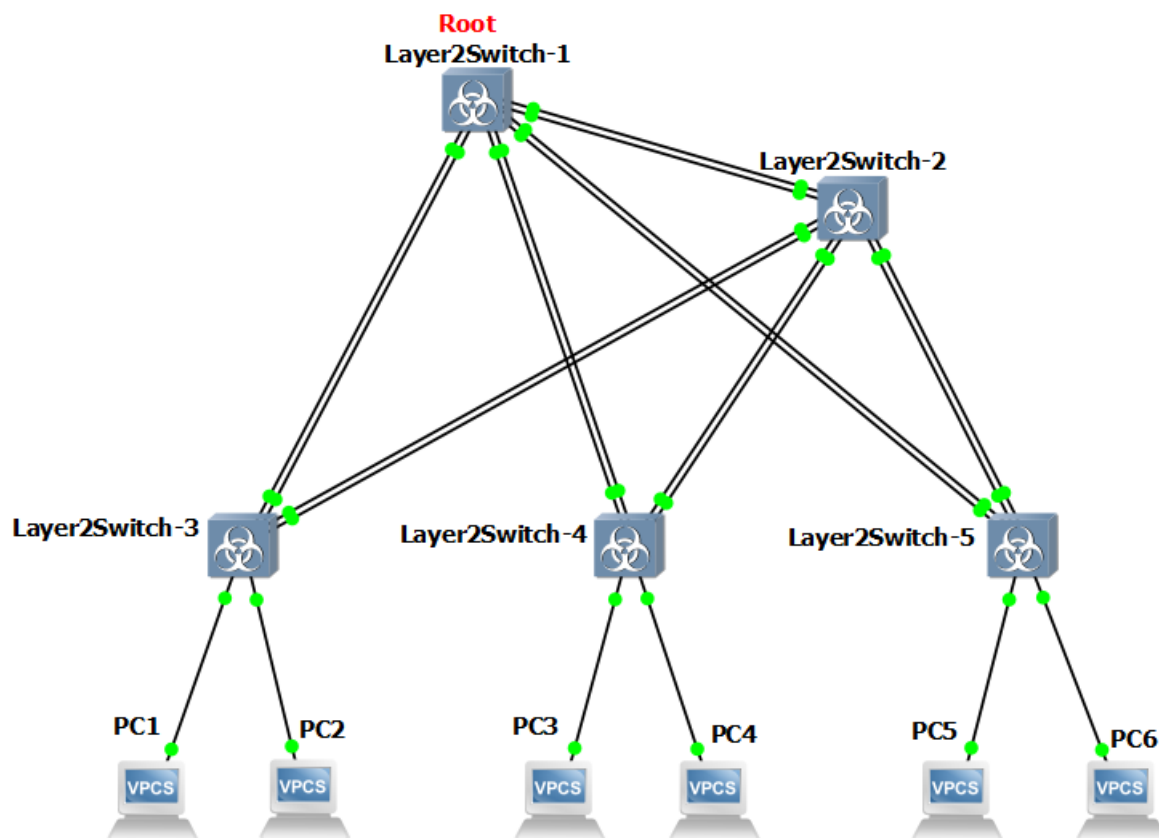 Root
Layer2Switch-1
Layer2Switch-2
Layer2Switch-3
Layer2Switch-4
Layer2Switch-5
PC1
PC2
PC3
PC4
PC5
PC6
VPCS
VPCS
VPCS
VPCS
VPCS
VPCS